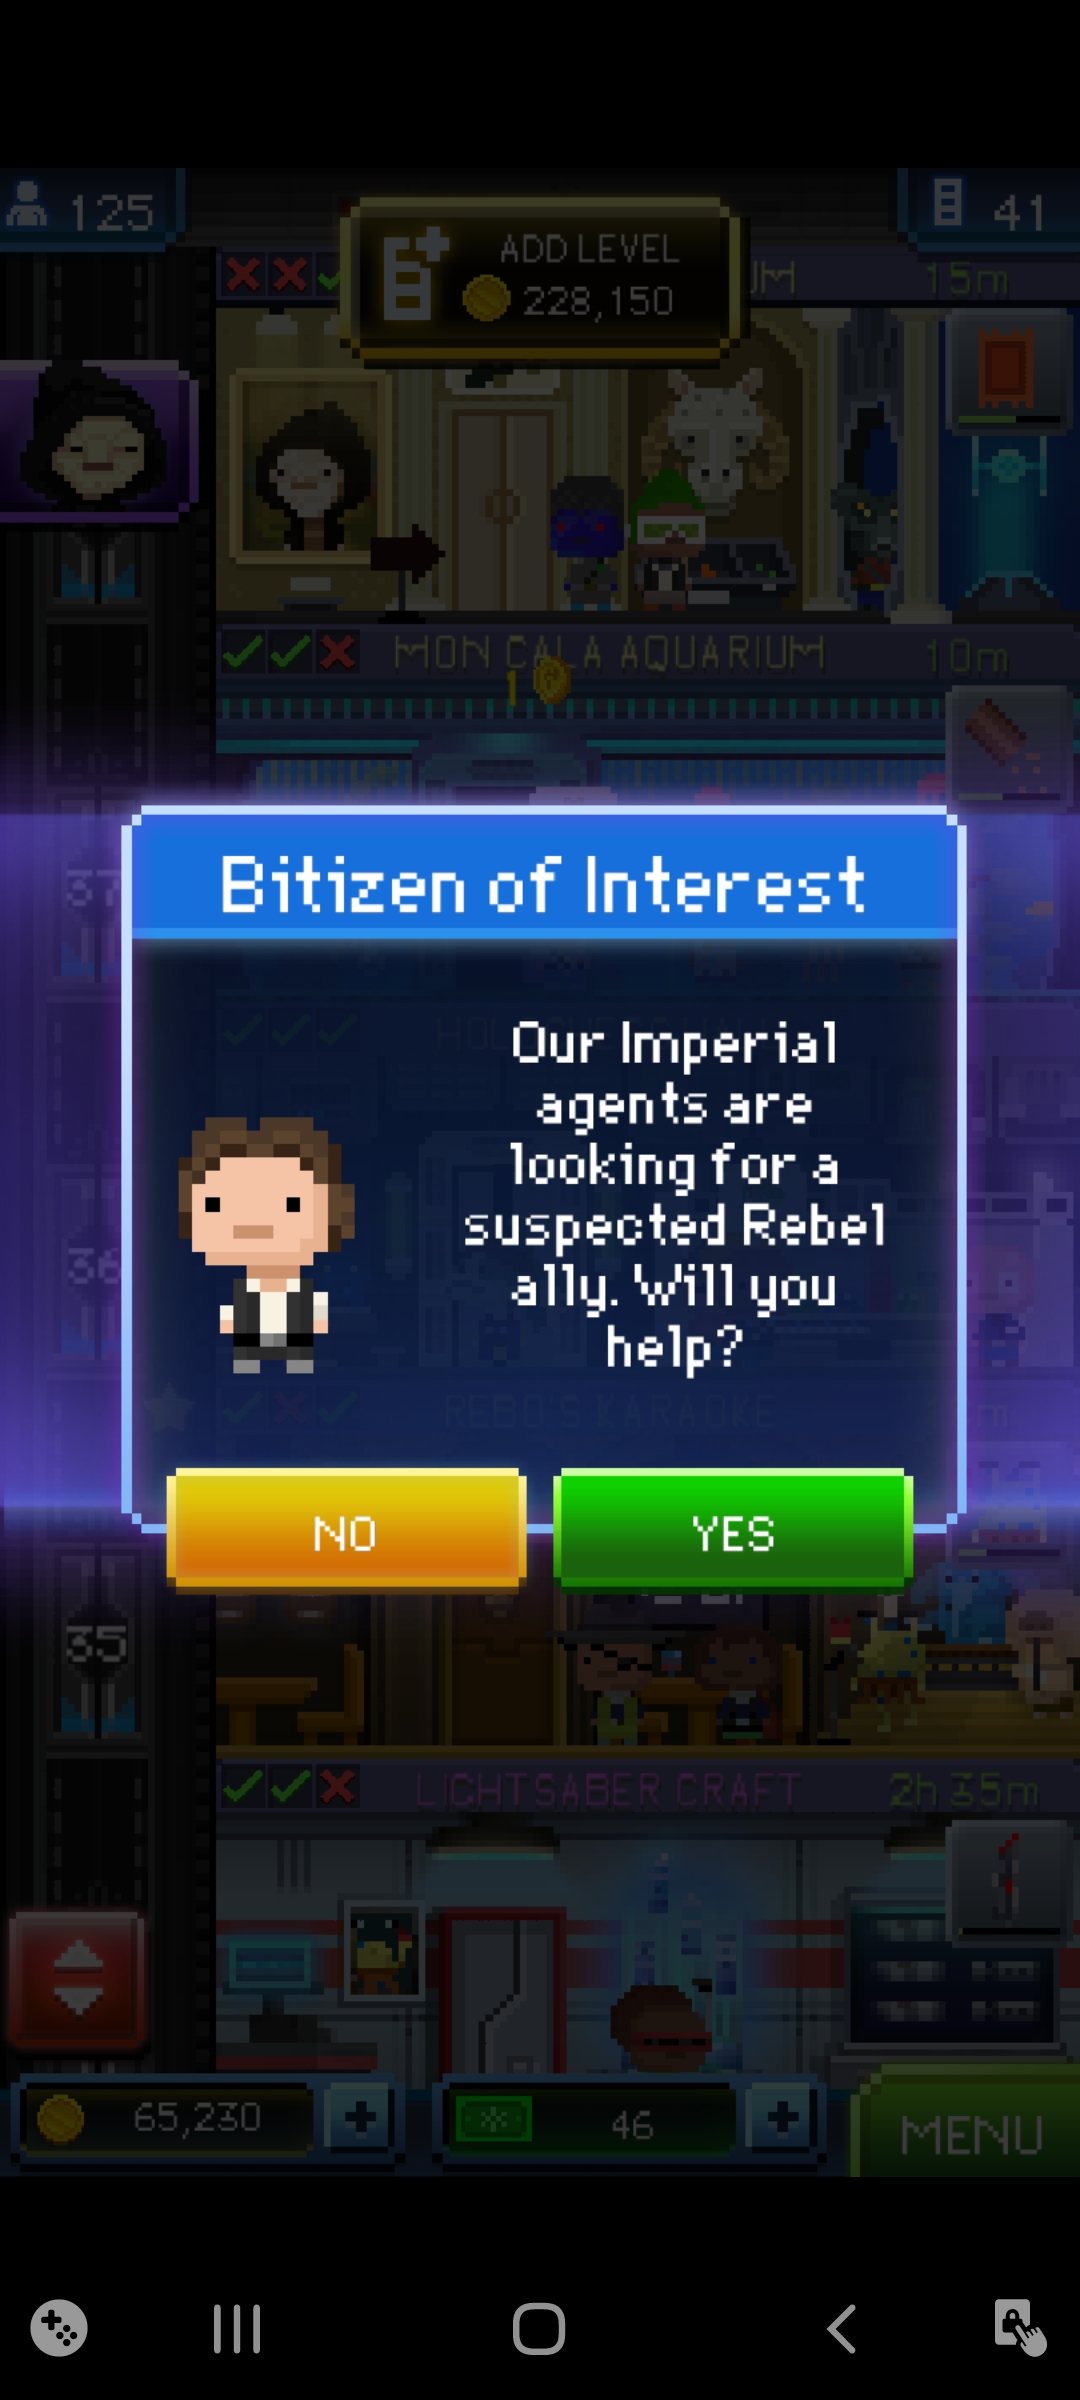 125
ADD LEVEL
228,150
41
UM
15m
MON CALA AQUARIUM
10m
1
37
Bitizen of Interest
Our Imperial
agents are
looking for a
suspected Rebel
ally. Will you
help?
36
REBO'S KARAOKE
m
NO
YES
35
LIGHTSABER CRAFT
2h 35m
65,230
46
MENU